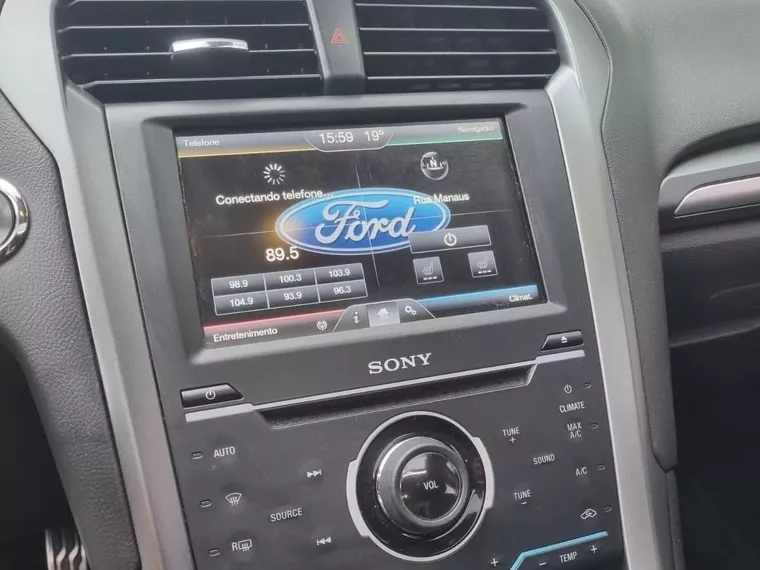 Telefone
15:59 19°
Navegador
N
Conectando telefone...
Rua Manaus
Ford
89.5
98.9 100.3 103.9
104.9 93.9 96.3
Entretenimento
i
Climat.
SONY
CLIMATE
AUTO
TUNE +
MAX A/C
SOUND
A/C
VOL
SOURCE
TUNE -
R
- TEMP +
+